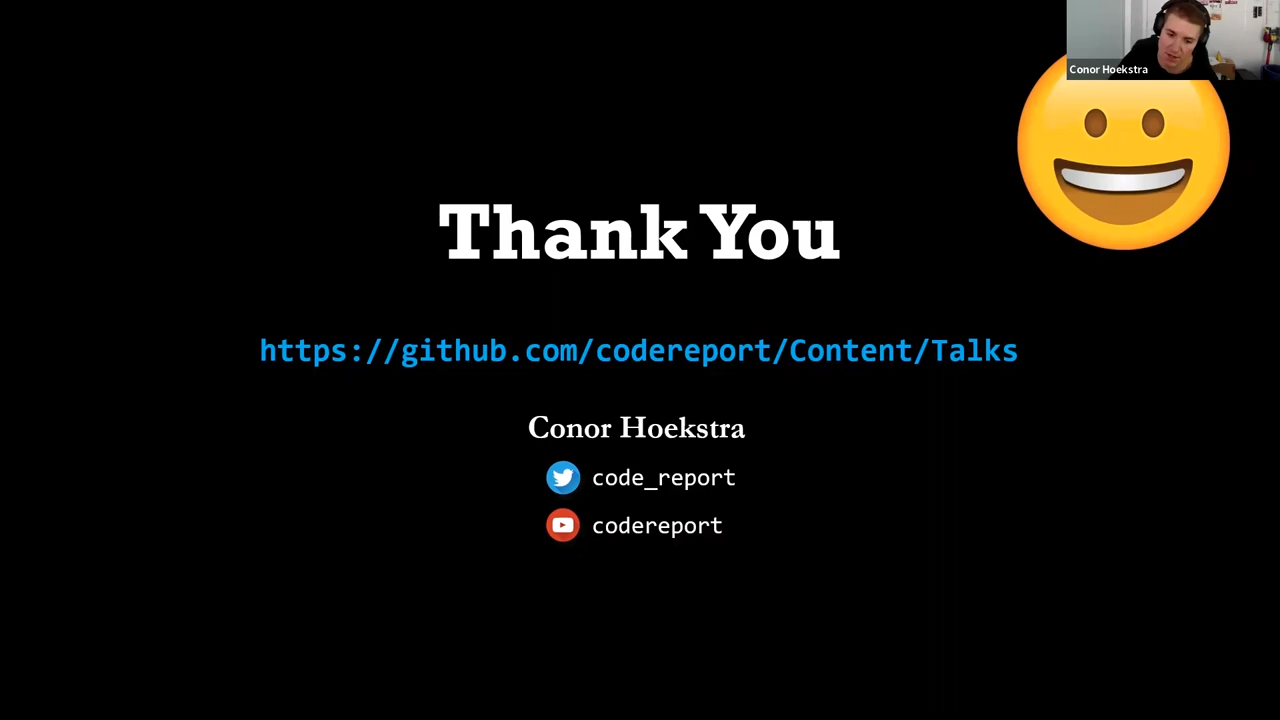 Conor Hoekstra
Thank You
https://github.com/codereport/Content/Talks
Conor Hoekstra
code_report
codereport